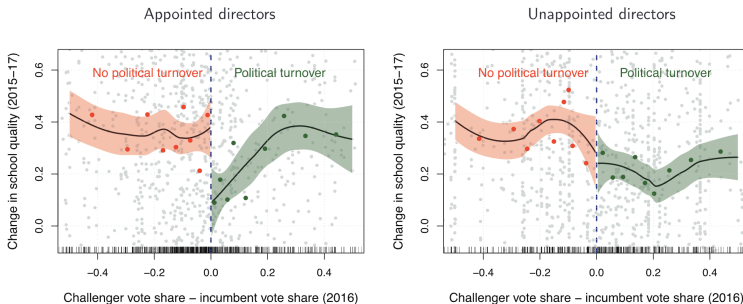 Appointed directors
No political turnover
Political turnover
Change in school quality (2015–17)
0.6
0.4
0.2
0.0
−0.4
−0.2
0.0
0.2
0.4
Challenger vote share − incumbent vote share (2016)
Unappointed directors
No political turnover
Political turnover
Change in school quality (2015–17)
0.6
0.4
0.2
0.0
−0.4
−0.2
0.0
0.2
0.4
Challenger vote share − incumbent vote share (2016)